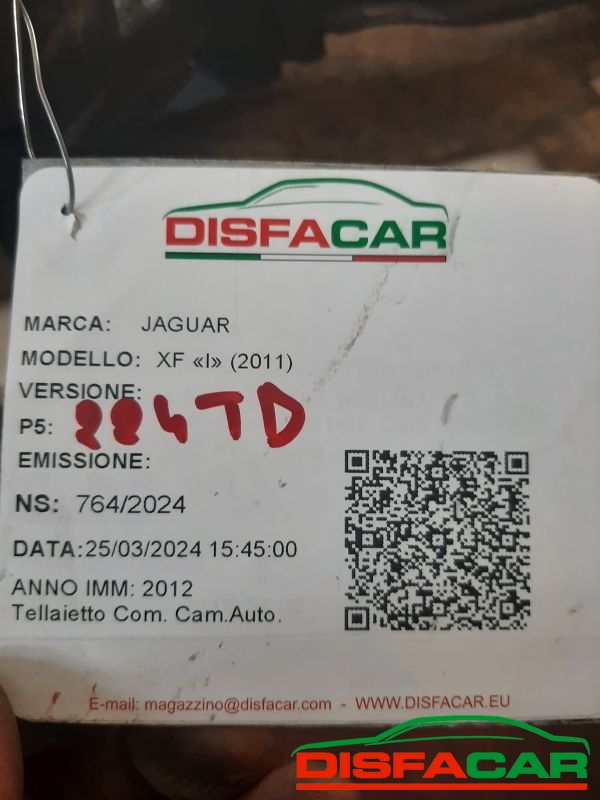 DISFACAR
MARCA: JAGUAR
MODELLO: XF «I» (2011)
VERSIONE:
P5: 224TD
EMISSIONE:
NS: 764/2024
DATA:25/03/2024 15:45:00
ANNO IMM: 2012
Tellaietto Com. Cam.Auto.
E-mail: magazzino@disfacar.com - WWW.DISFACAR.EU
DISFACAR